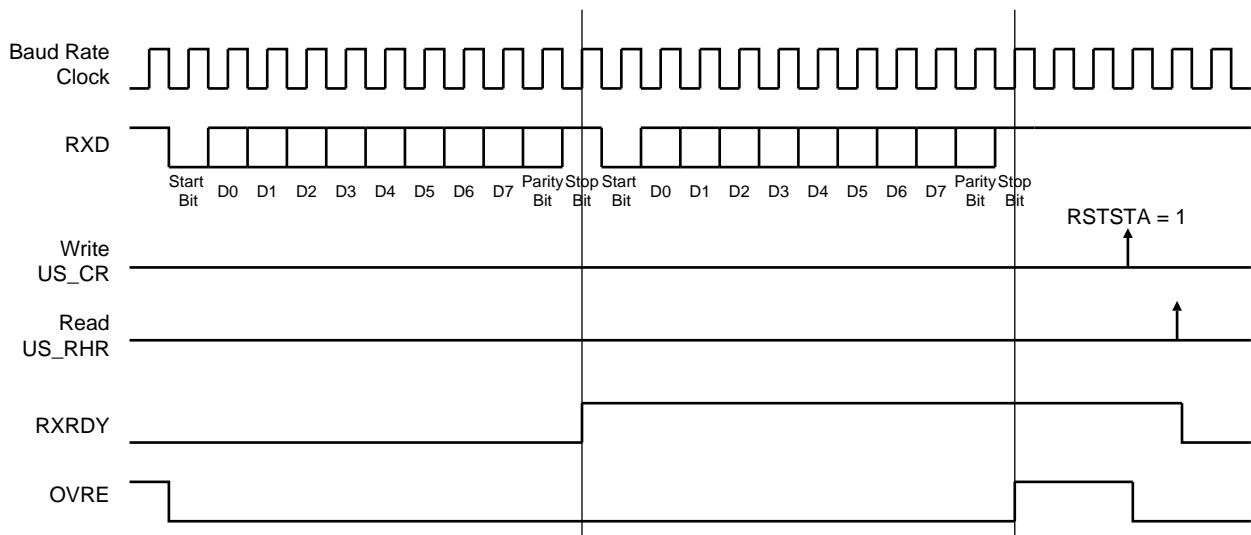 Baud Rate
Clock
RXD
Start
Bit
D0
D1
D2
D3
D4
D5
D6
D7
Parity
Bit
Stop
Bit
Start
Bit
D0
D1
D2
D3
D4
D5
D6
D7
Parity
Bit
Stop
Bit
RSTSTA = 1
Write
US_CR
Read
US_RHR
RXRDY
OVRE